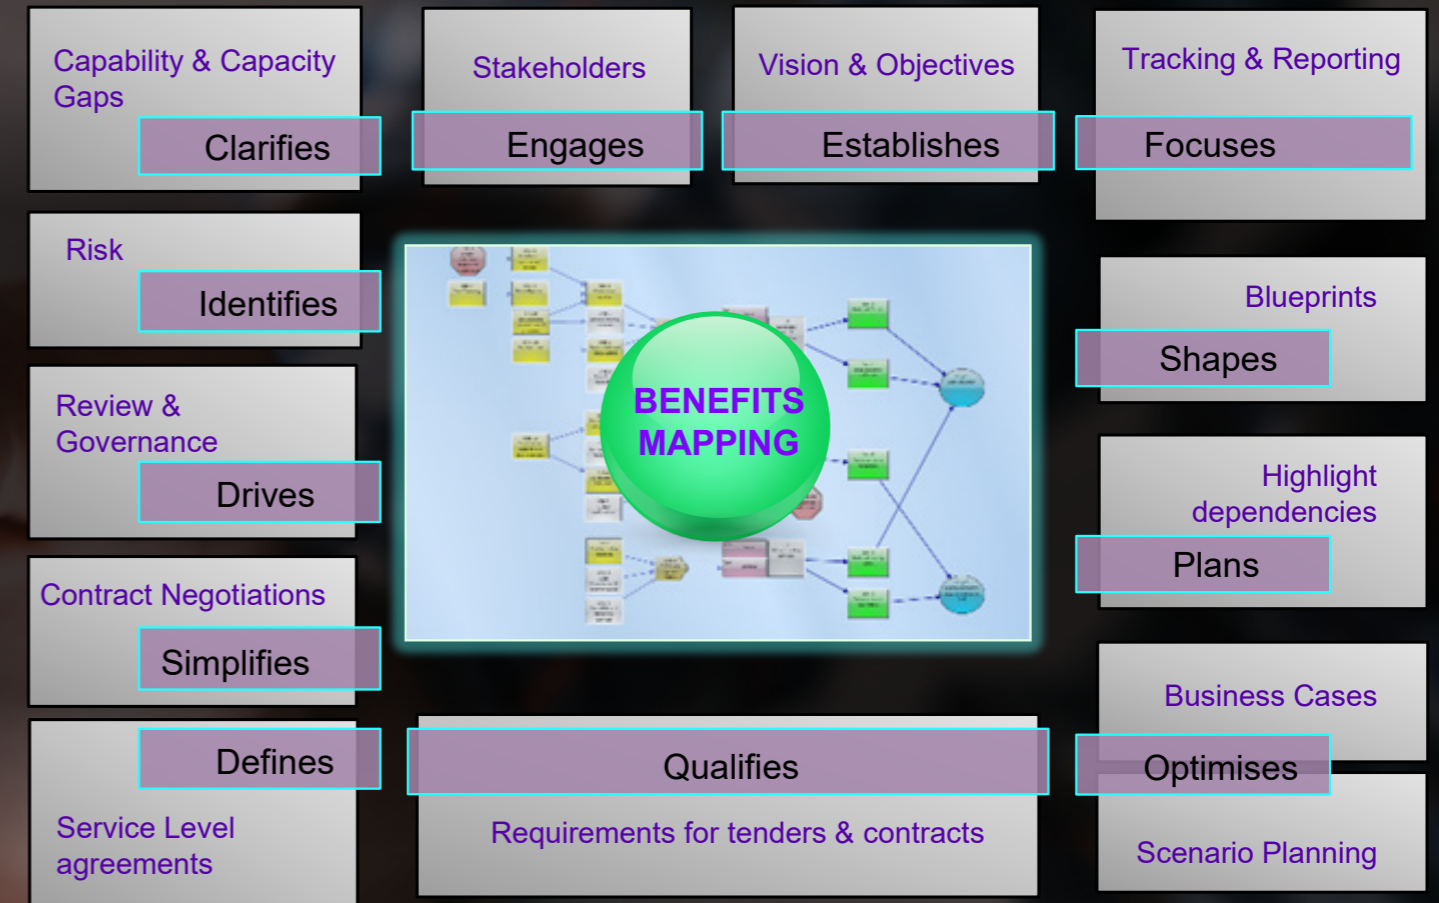 Capability & Capacity
Gaps
Clarifies
Stakeholders
Engages
Vision & Objectives
Establishes
Tracking & Reporting
Focuses
Risk
Identifies
Blueprints
Shapes
Review &
Governance
Drives
BENEFITS
MAPPING
Highlight
dependencies
Plans
Contract Negotiations
Simplifies
Business Cases
Optimises
Scenario Planning
Defines
Service Level
agreements
Qualifies
Requirements for tenders & contracts